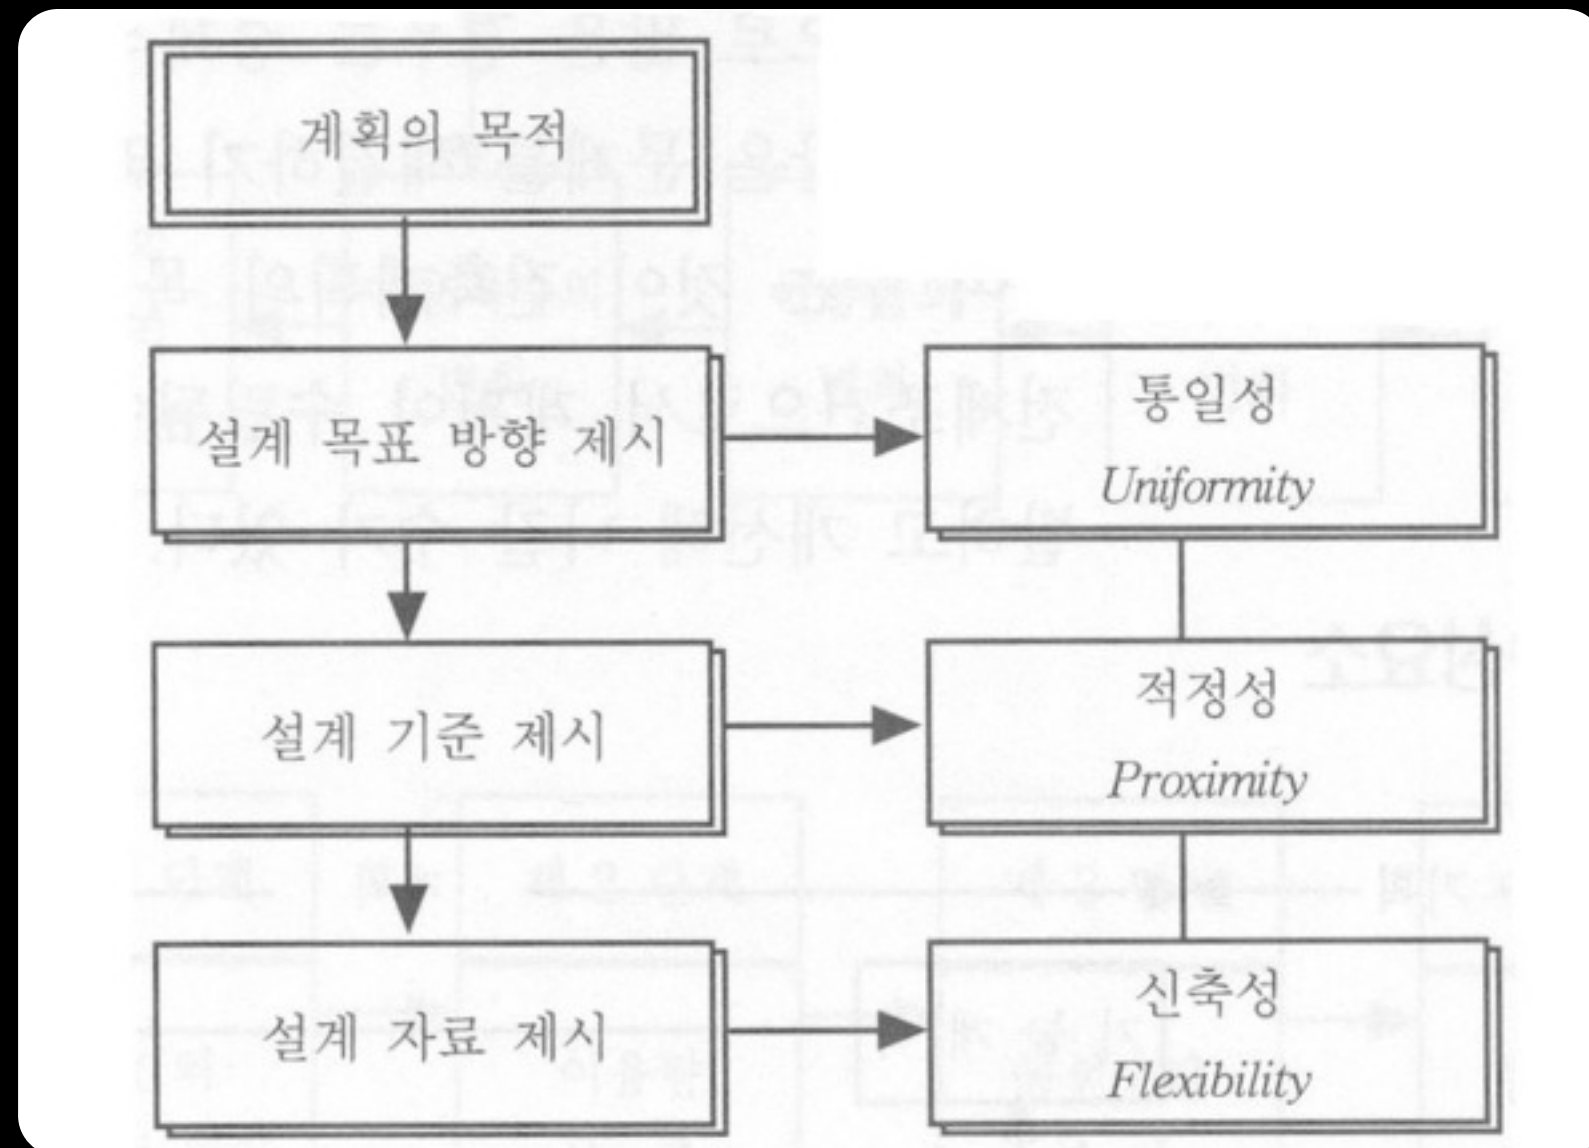 계획의 목적
설계 목표 방향 제시
통일성
Uniformity
설계 기준 제시
적정성
Proximity
설계 자료 제시
신축성
Flexibility